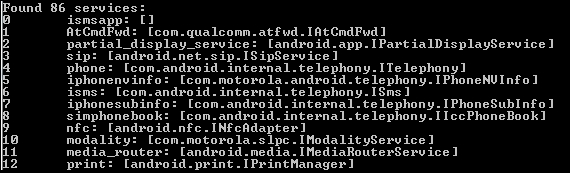 Found 86 services:
0 ismsapp: []
1 AtCmdFwd: [com.qualcomm.atfwd.IAtCmdFwd]
2 partial_display_service: [android.app.IPartialDisplayService]
3 sip: [android.net.sip.ISipService]
4 phone: [com.android.internal.telephony.ITelephony]
5 iphonenvinfo: [com.motorola.android.telephony.IPhoneNVInfo]
6 isms: [com.android.internal.telephony.ISms]
7 iphonesubinfo: [com.android.internal.telephony.IPhoneSubInfo]
8 simphonebook: [com.android.internal.telephony.IIccPhoneBook]
9 nfc: [android.nfc.INfcAdapter]
10 modality: [com.motorola.slpc.IModalityService]
11 media_router: [android.media.IMediaRouterService]
12 print: [android.print.IPrintManager]